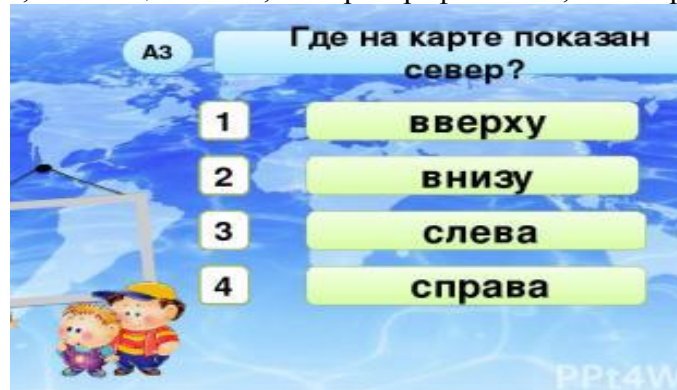 А3
Где на карте показан
север?
1
вверху
2
внизу
3
слева
4
справа
PPt4W